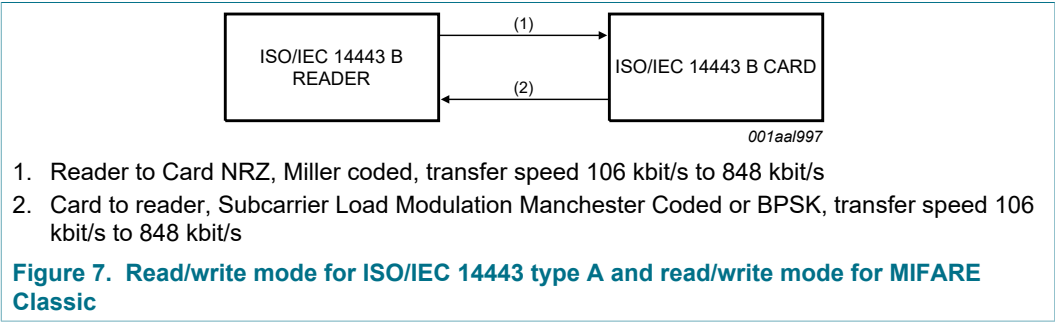 (1)
ISO/IEC 14443 B
READER
ISO/IEC 14443 B CARD
(2)
001aal997
1. Reader to Card NRZ, Miller coded, transfer speed 106 kbit/s to 848 kbit/s
2. Card to reader, Subcarrier Load Modulation Manchester Coded or BPSK, transfer speed 106
kbit/s to 848 kbit/s
Figure 7. Read/write mode for ISO/IEC 14443 type A and read/write mode for MIFARE
Classic